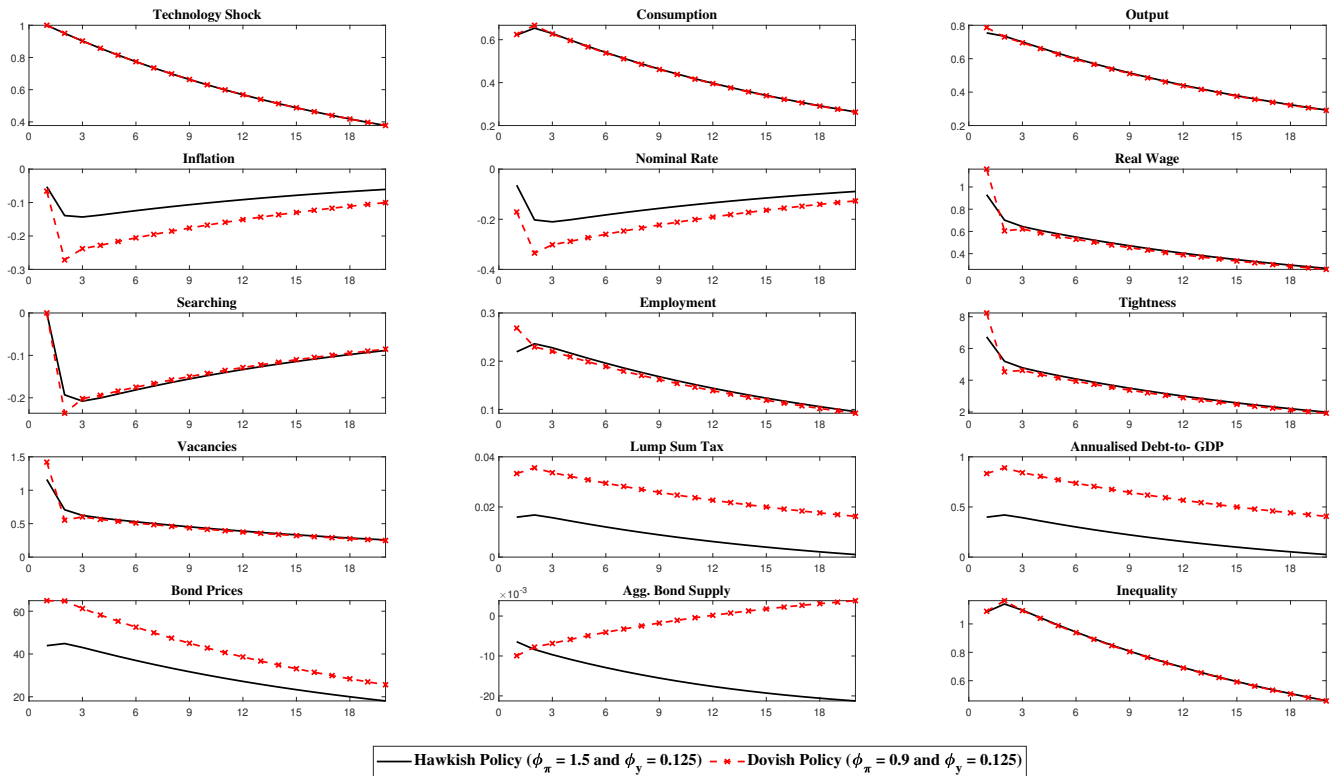 Technology Shock
1
0.8
0.6
0.4
0 3 6 9 12 15 18
Consumption
0.6
0.4
0.2
0 3 6 9 12 15 18
Output
0.8
0.6
0.4
0.2
0 3 6 9 12 15 18
Inflation
0
-0.1
-0.2
-0.3
0 3 6 9 12 15 18
Nominal Rate
0
-0.2
-0.4
0 3 6 9 12 15 18
Real Wage
1
0.8
0.6
0.4
0 3 6 9 12 15 18
Searching
0
-0.1
-0.2
0 3 6 9 12 15 18
Employment
0.3
0.2
0.1
0 3 6 9 12 15 18
Tightness
8
6
4
2
0 3 6 9 12 15 18
Vacancies
1.5
1
0.5
0
0 3 6 9 12 15 18
Lump Sum Tax
0.04
0.02
0
0 3 6 9 12 15 18
Annualised Debt-to- GDP
1
0.5
0
0 3 6 9 12 15 18
Bond Prices
60
40
20
0 3 6 9 12 15 18
Agg. Bond Supply
×10⁻³
0
-10
-20
0 3 6 9 12 15 18
Inequality
1
0.8
0.6
0 3 6 9 12 15 18
Hawkish Policy (ϕ_π = 1.5 and ϕ_y = 0.125) Dovish Policy (ϕ_π = 0.9 and ϕ_y = 0.125)